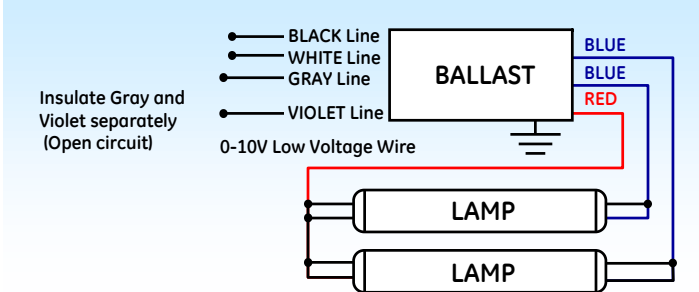 BLACK Line
WHITE Line
GRAY Line
VIOLET Line
Insulate Gray and
Violet separately
(Open circuit)
0-10V Low Voltage Wire
BALLAST
BLUE
BLUE
RED
LAMP
LAMP